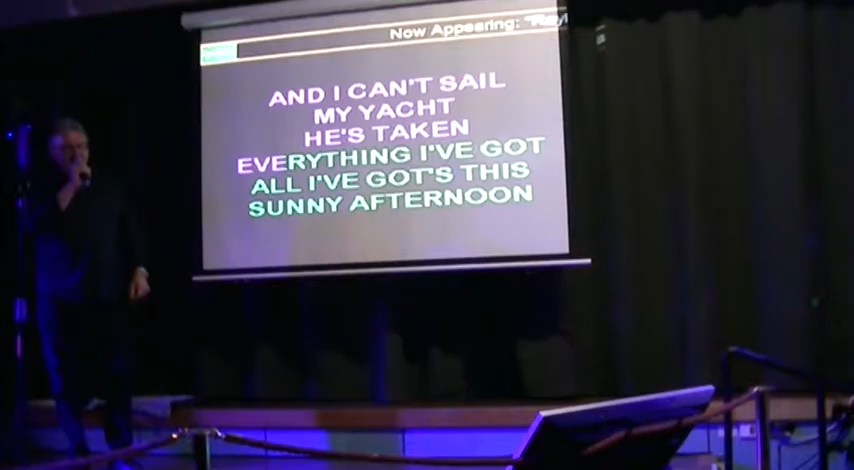 Now Appearing:
AND I CAN'T SAIL
MY YACHT
HE'S TAKEN
EVERYTHING I'VE GOT
ALL I'VE GOT'S THIS
SUNNY AFTERNOON